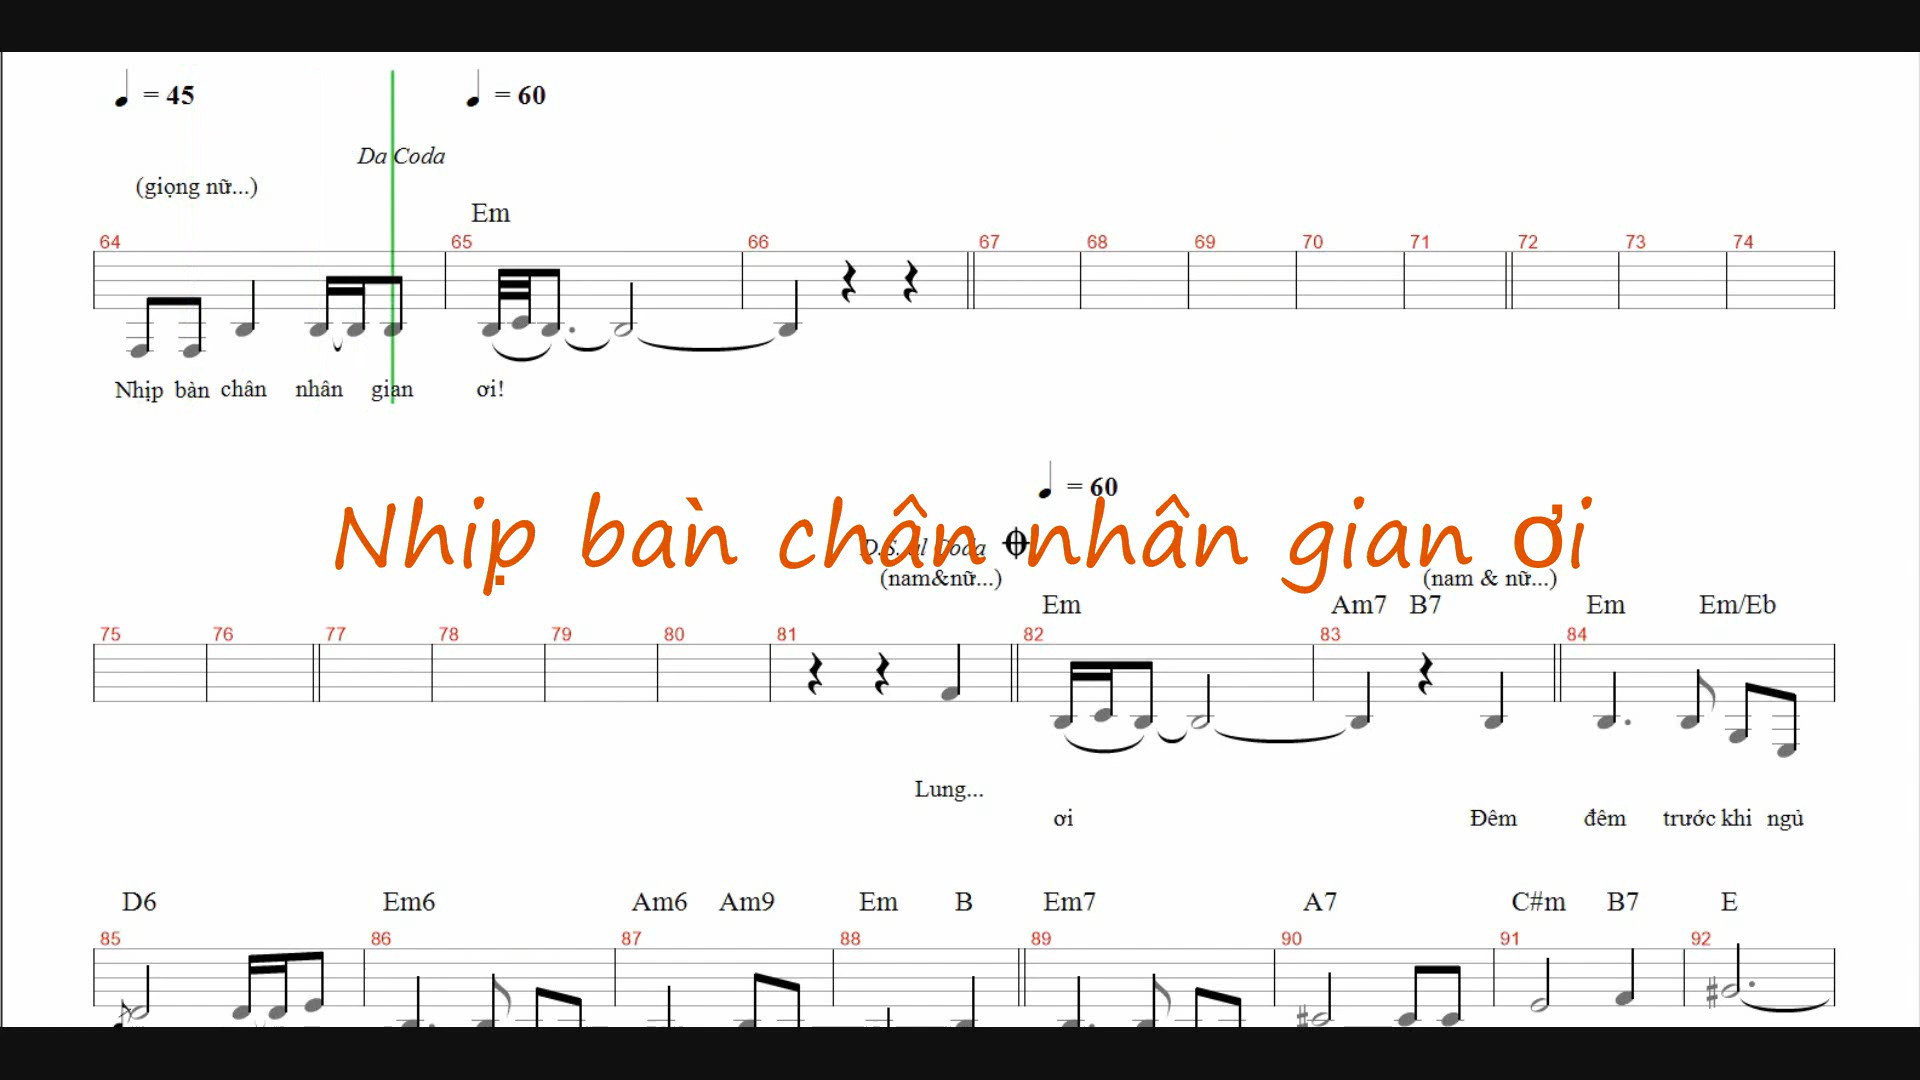 = 45 = 60
Da Coda
(giọng nữ...)
Em
64 65 66 67 68 69 70 71 72 73 74
Nhịp bàn chân nhân gian ơi!
= 60
Nhịp bàn chân nhân gian ơi
D.S. al Coda
(nam&nữ...) (nam & nữ...)
Em Am7 B7 Em Em/Eb
75 76 77 78 79 80 81 82 83 84
Lung...
ơi Đêm đêm trước khi ngủ
D6 Em6 Am6 Am9 Em B Em7 A7 C#m B7 E
85 86 87 88 89 90 91 92